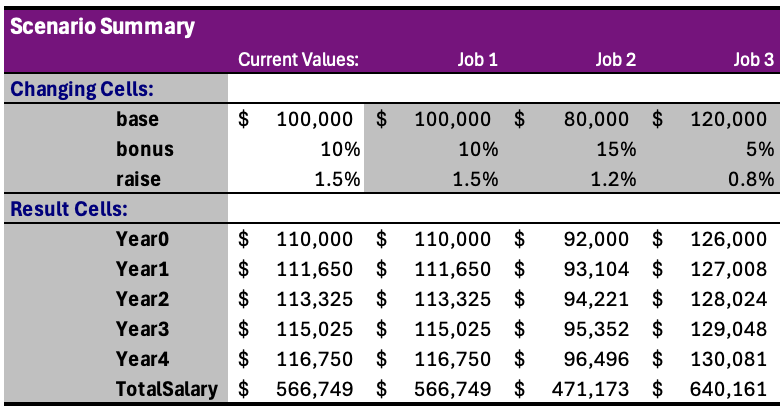 Scenario Summary
Current Values: Job 1 Job 2 Job 3
Changing Cells:
base $ 100,000 $ 100,000 $ 80,000 $ 120,000
bonus 10% 10% 15% 5%
raise 1.5% 1.5% 1.2% 0.8%
Result Cells:
Year0 $ 110,000 $ 110,000 $ 92,000 $ 126,000
Year1 $ 111,650 $ 111,650 $ 93,104 $ 127,008
Year2 $ 113,325 $ 113,325 $ 94,221 $ 128,024
Year3 $ 115,025 $ 115,025 $ 95,352 $ 129,048
Year4 $ 116,750 $ 116,750 $ 96,496 $ 130,081
TotalSalary $ 566,749 $ 566,749 $ 471,173 $ 640,161